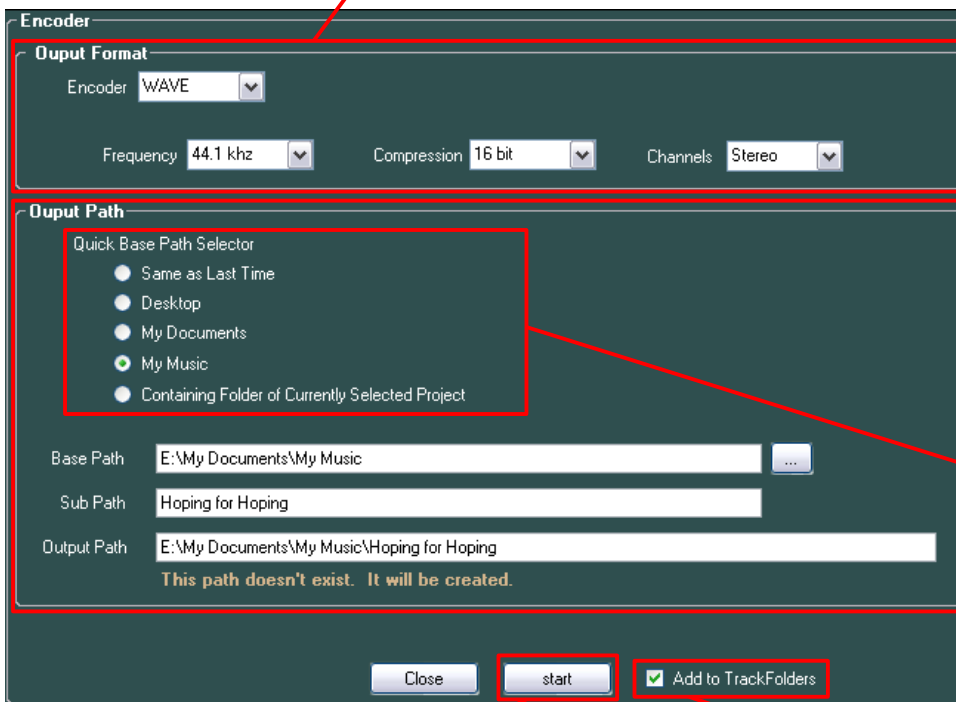 Encoder
Ouput Format
Encoder WAVE
Frequency 44.1 khz Compression 16 bit Channels Stereo
Ouput Path
Quick Base Path Selector
Same as Last Time
Desktop
My Documents
My Music
Containing Folder of Currently Selected Project
Base Path E:\My Documents\My Music ...
Sub Path Hoping for Hoping
Output Path E:\My Documents\My Music\Hoping for Hoping
This path doesn't exist. It will be created.
Close start Add to TrackFolders